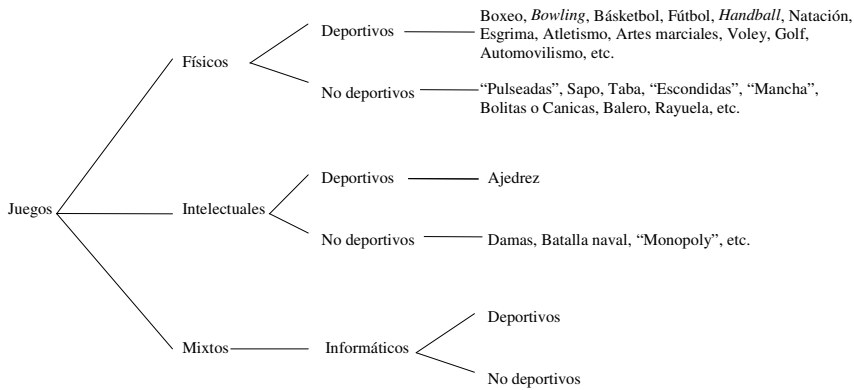 Juegos
Físicos
Deportivos
Boxeo, Bowling, Básketbol, Fútbol, Handball, Natación,
Esgrima, Atletismo, Artes marciales, Voley, Golf,
Automovilismo, etc.
No deportivos
“Pulseadas”, Sapo, Taba, “Escondidas”, “Mancha”,
Bolitas o Canicas, Balero, Rayuela, etc.
Intelectuales
Deportivos
Ajedrez
No deportivos
Damas, Batalla naval, “Monopoly”, etc.
Mixtos
Informáticos
Deportivos
No deportivos